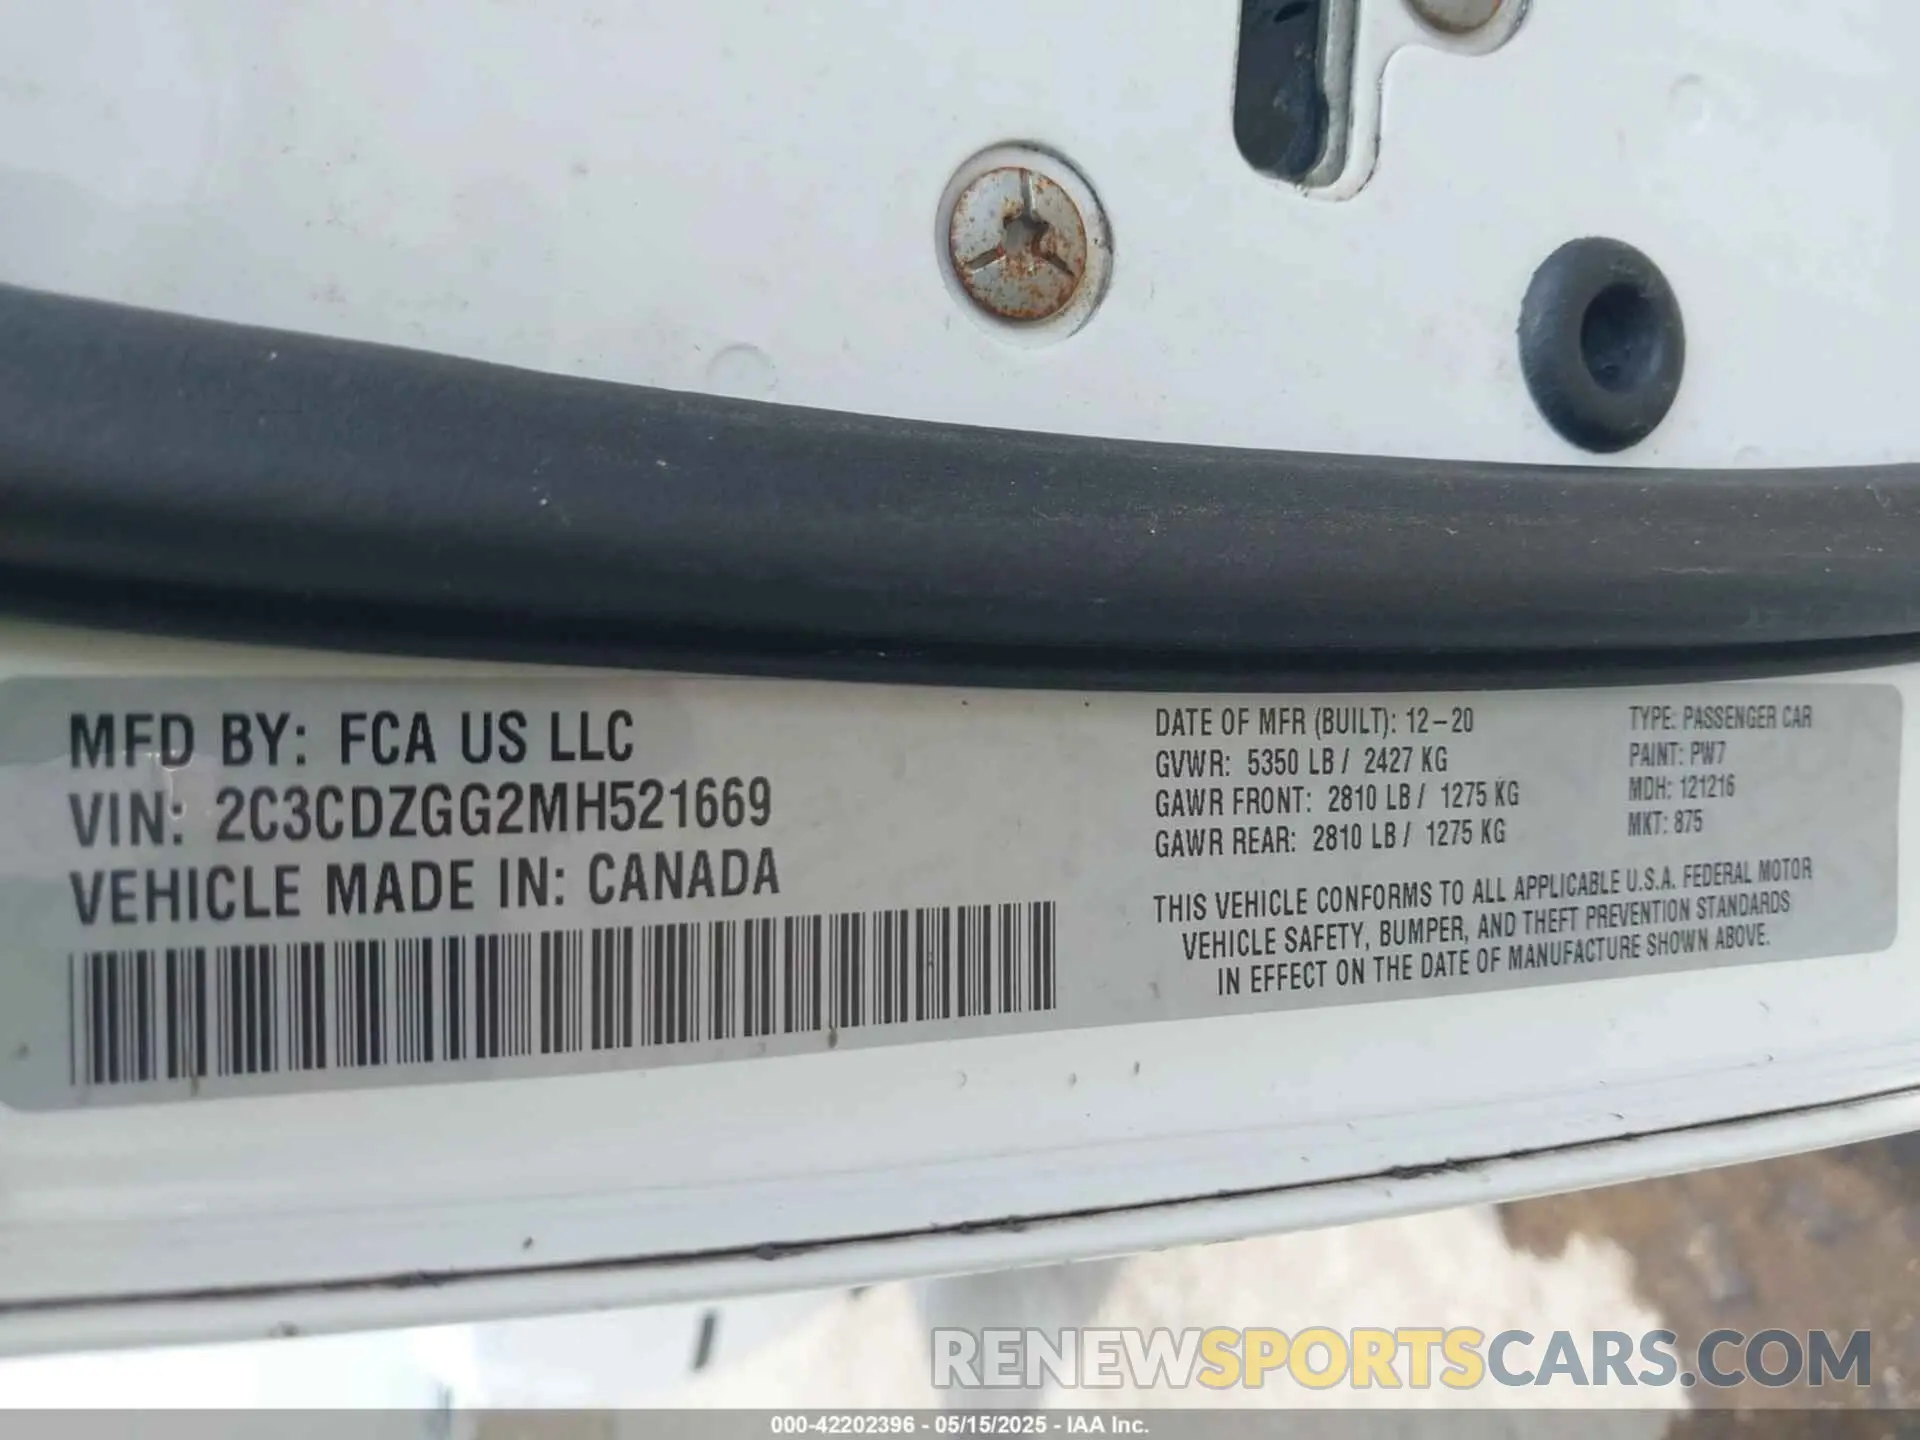 MFD BY: FCA US LLC
VIN: 2C3CDZGG2MH521669
VEHICLE MADE IN: CANADA
DATE OF MFR (BUILT): 12-20
GVWR: 5350 LB / 2427 KG
GAWR FRONT: 2810 LB / 1275 KG
GAWR REAR: 2810 LB / 1275 KG
TYPE: PASSENGER CAR
PAINT: PW7
MDH: 121216
MKT: 875
THIS VEHICLE CONFORMS TO ALL APPLICABLE U.S.A. FEDERAL MOTOR
VEHICLE SAFETY, BUMPER, AND THEFT PREVENTION STANDARDS
IN EFFECT ON THE DATE OF MANUFACTURE SHOWN ABOVE.
RENEWSPORTSCARS.COM
000-42202396 - 05/15/2025 - IAA Inc.